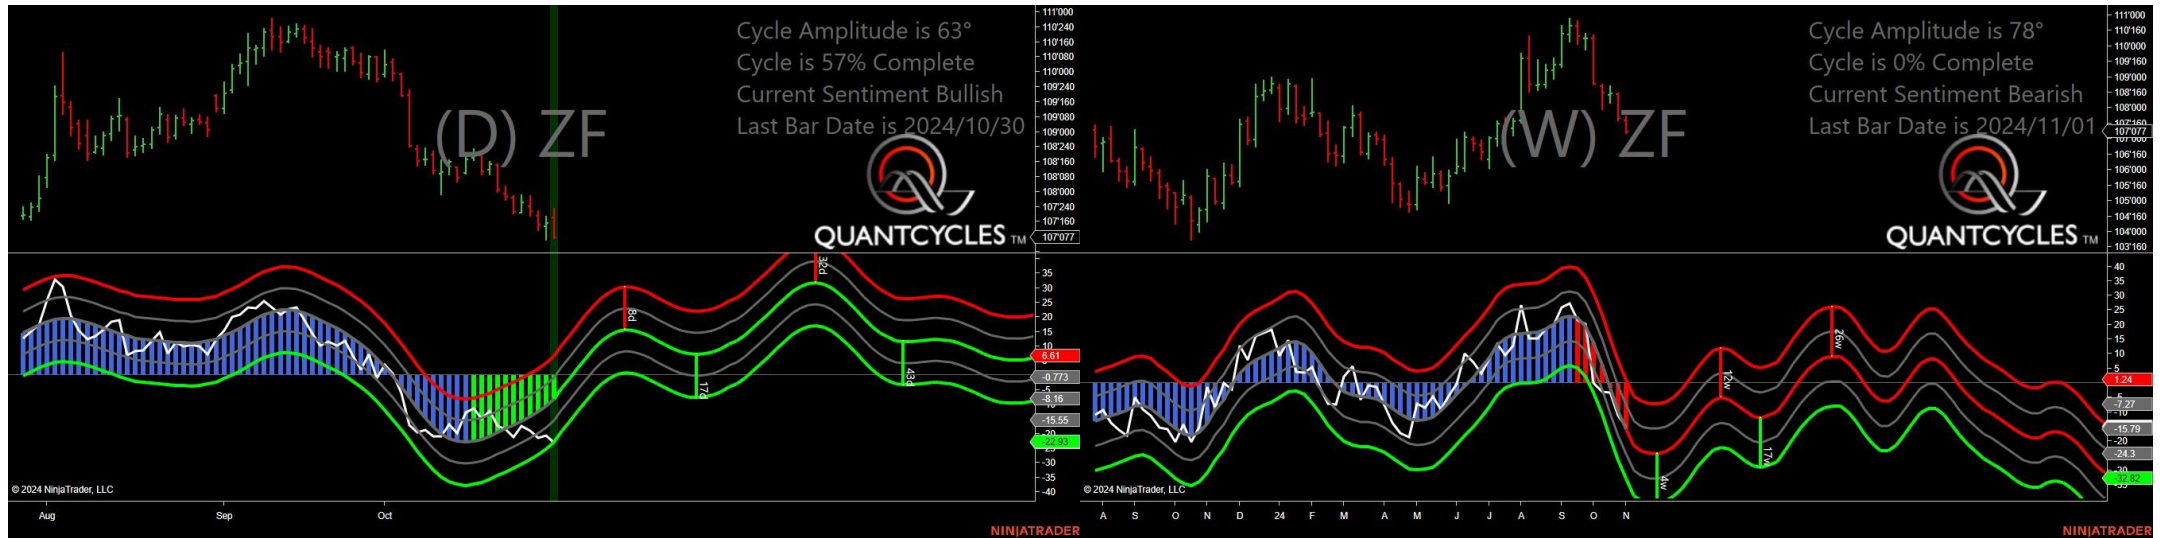 Cycle Amplitude is 63°
Cycle is 57% Complete
Current Sentiment Bullish
Last Bar Date is 2024/10/30
(D) ZF
QUANTCYCLES TM
111'000
110'240
110'160
110'080
110'000
109'240
109'160
109'080
109'000
108'240
108'160
108'080
108'000
107'240
107'160
107'077
8d
17d
32d
43d
35
30
25
20
15
10
6.61
-0.773
-5
-8.16
-15.55
-22.93
-30
-35
-40
© 2024 NinjaTrader, LLC
Aug
Sep
Oct
NINJATRADER
Cycle Amplitude is 78°
Cycle is 0% Complete
Current Sentiment Bearish
Last Bar Date is 2024/11/01
(W) ZF
QUANTCYCLES TM
111'000
110'160
110'000
109'160
109'000
108'160
108'000
107'160
107'077
106'160
106'000
105'160
105'000
104'160
104'000
103'160
4w
12w
17w
26w
40
35
30
25
20
15
10
5
1.24
-7.27
-10
-15.79
-20
-24.3
-32.82
© 2024 NinjaTrader, LLC
A S O N D 24 F M A M J J A S O N
NINJATRADER